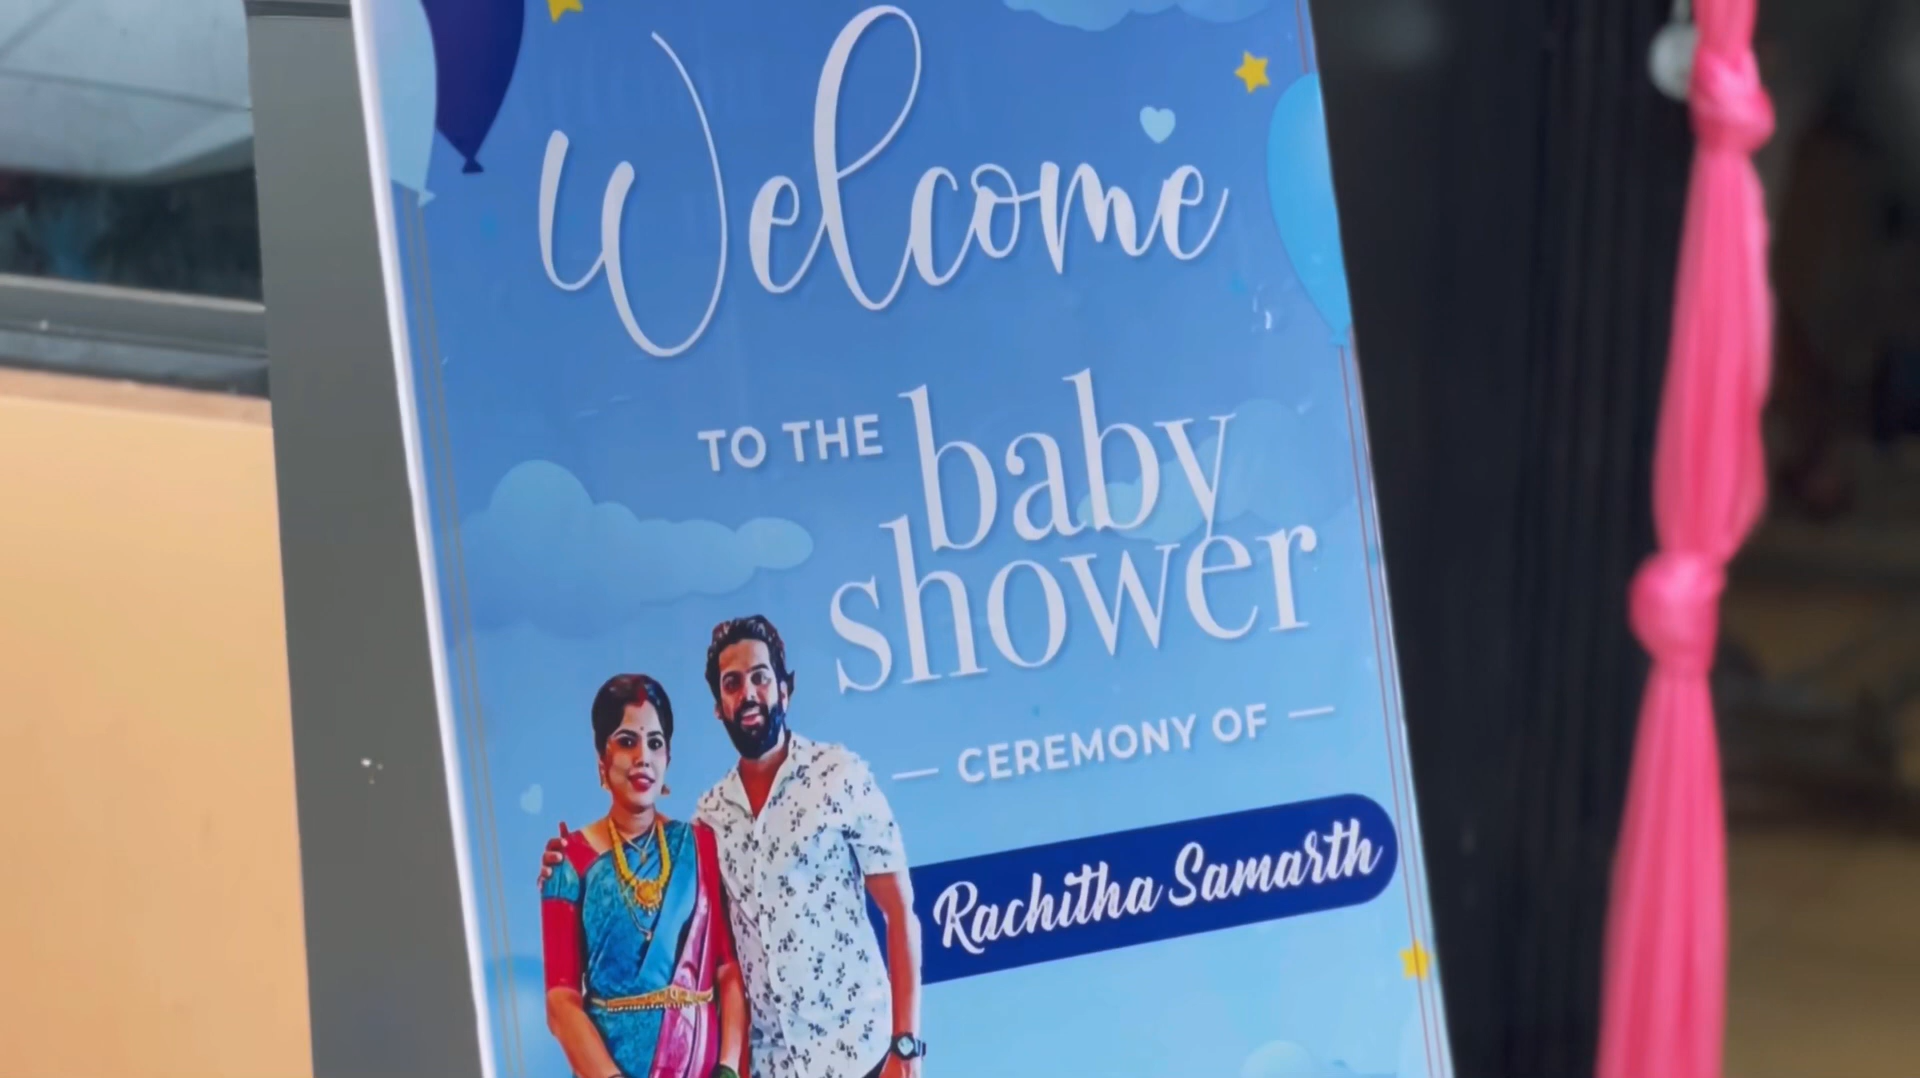 Welcome
TO THE baby
shower
— CEREMONY OF —
Rachitha Samarth